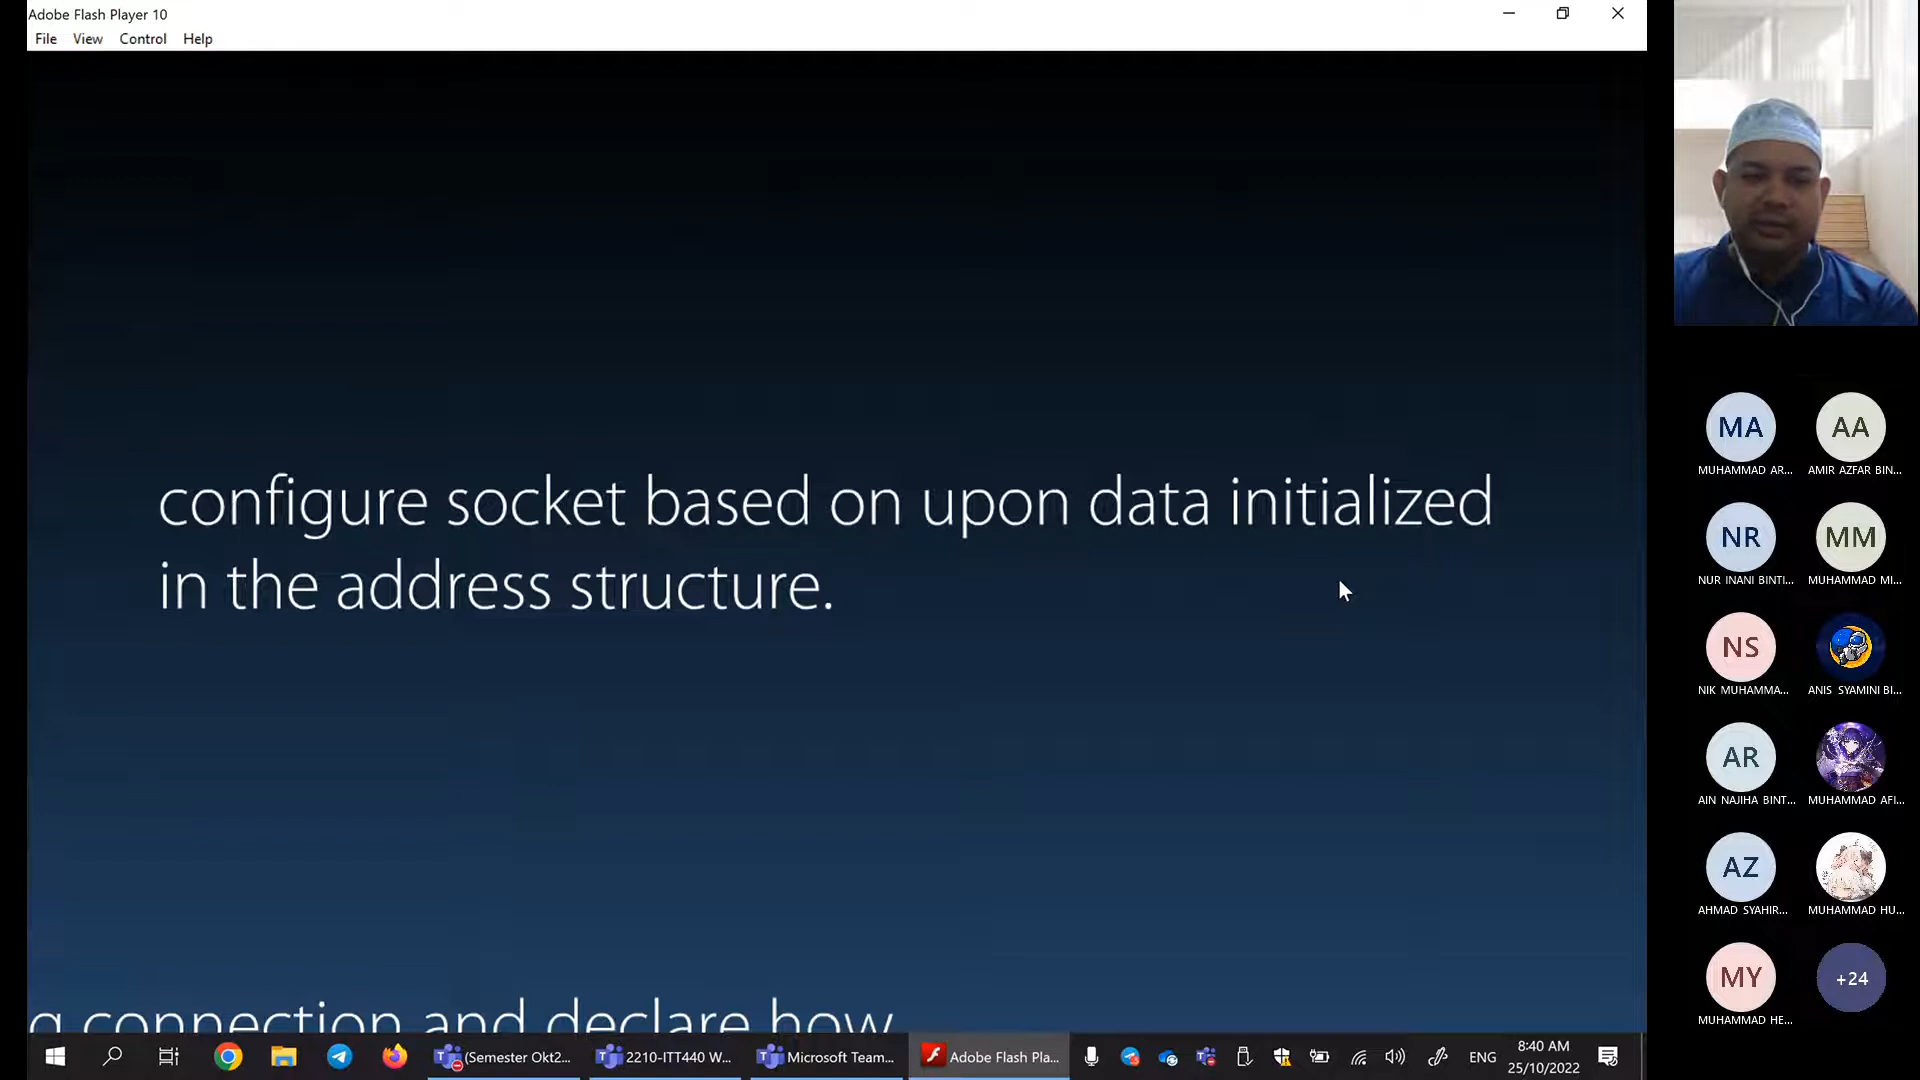 Adobe Flash Player 10
File View Control Help
configure socket based on upon data initialized
in the address structure.
g connection and declare how
MA
AA
MUHAMMAD AR...
AMIR AZFAR BIN...
NR
MM
NUR INANI BINTI...
MUHAMMAD MI...
NS
NIK MUHAMMA...
ANIS SYAMINI BI...
AR
AIN NAJIHA BINT...
MUHAMMAD AFI...
AZ
AHMAD SYAHIR...
MUHAMMAD HU...
MY
+24
MUHAMMAD HE...
(Semester Okt2...
2210-ITT440 W...
Microsoft Team...
Adobe Flash Pla...
ENG
8:40 AM
25/10/2022